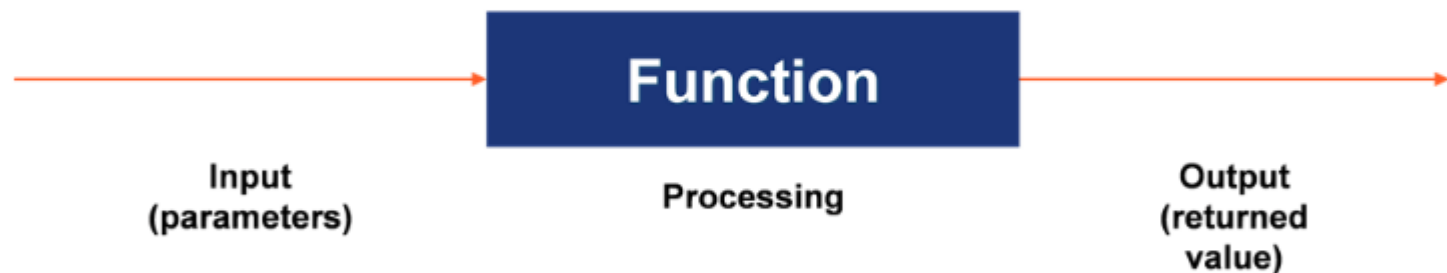 Function
Input
(parameters)
Processing
Output
(returned
value)